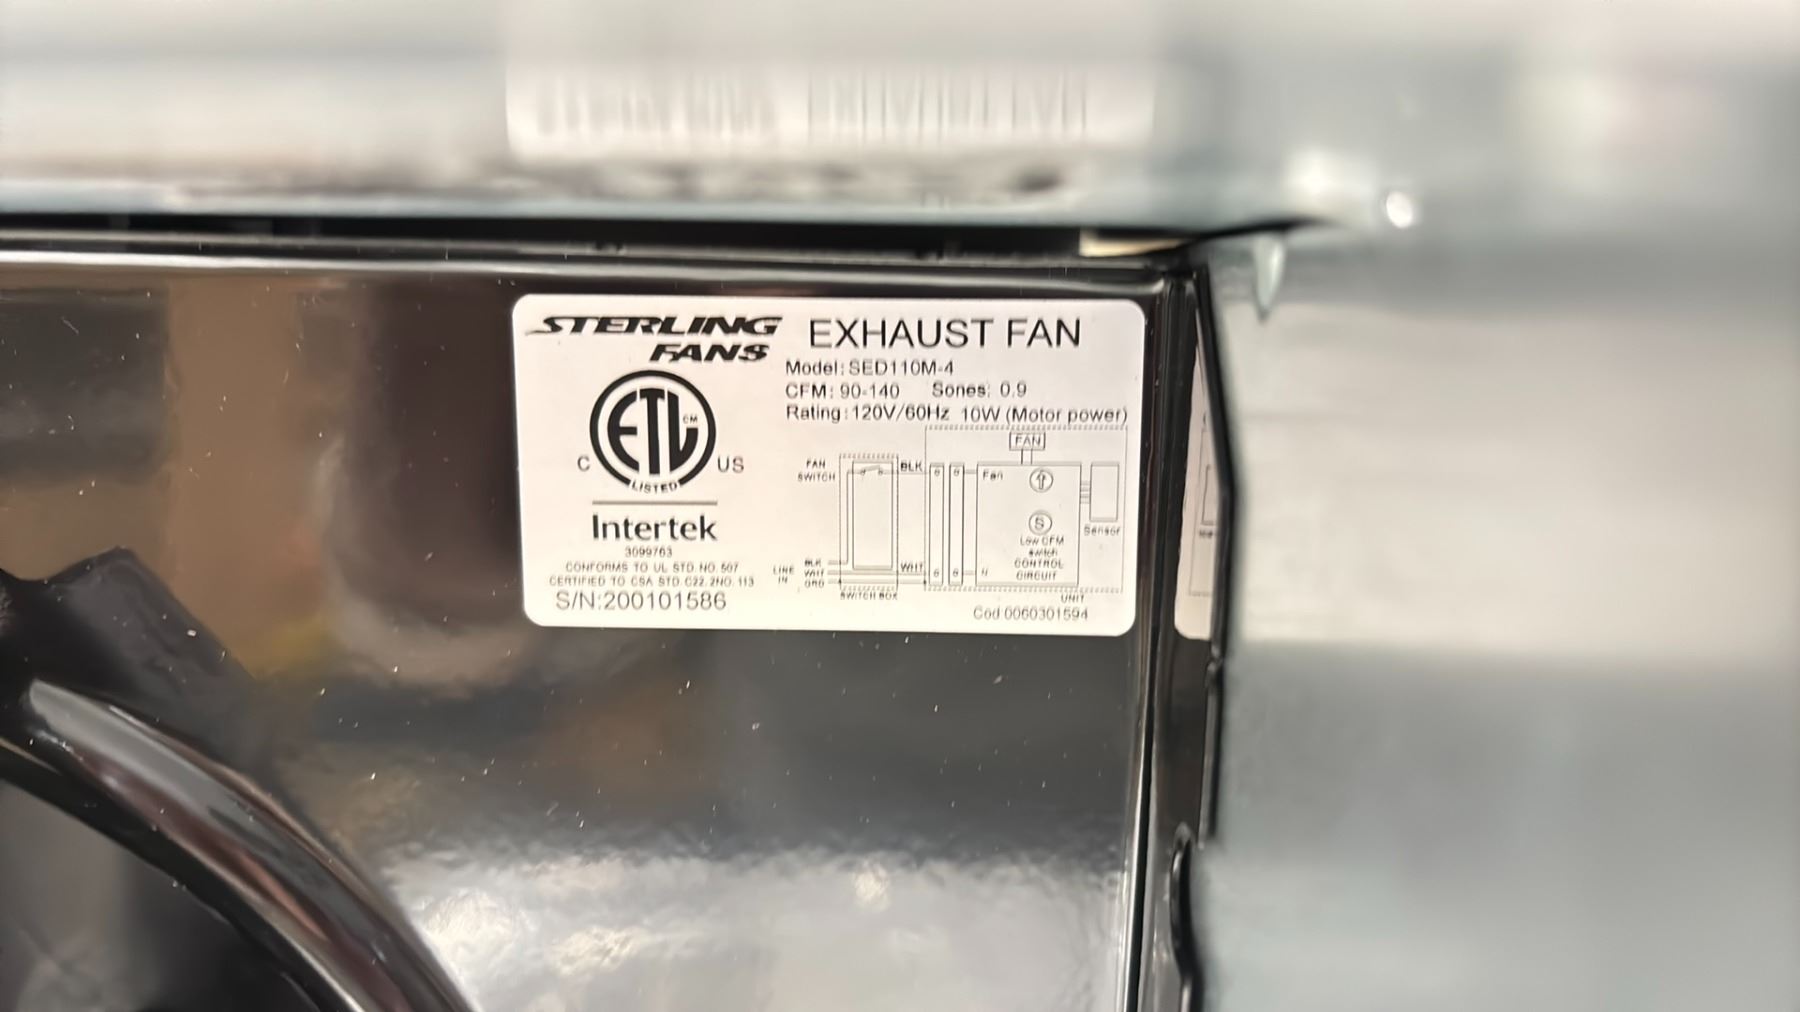 STERLING
FANS
EXHAUST FAN
Model: SED110M-4
CFM: 90-140 Sones: 0.9
Rating: 120V/60Hz 10W (Motor power)
ETL CM
C US
LISTED
Intertek
3099763
CONFORMS TO UL STD. NO. 507
CERTIFIED TO CSA STD. C22. 2NO. 113
S/N:200101586
FAN
FAN
SWITCH
BLK
Fan
S
Low CFM
switch
CONTROL
CIRCUIT
Sensor
LINE
IN
BLK
WHT
GRD
WHT
N
SWITCH BOX
UNIT
Cod 0060301594